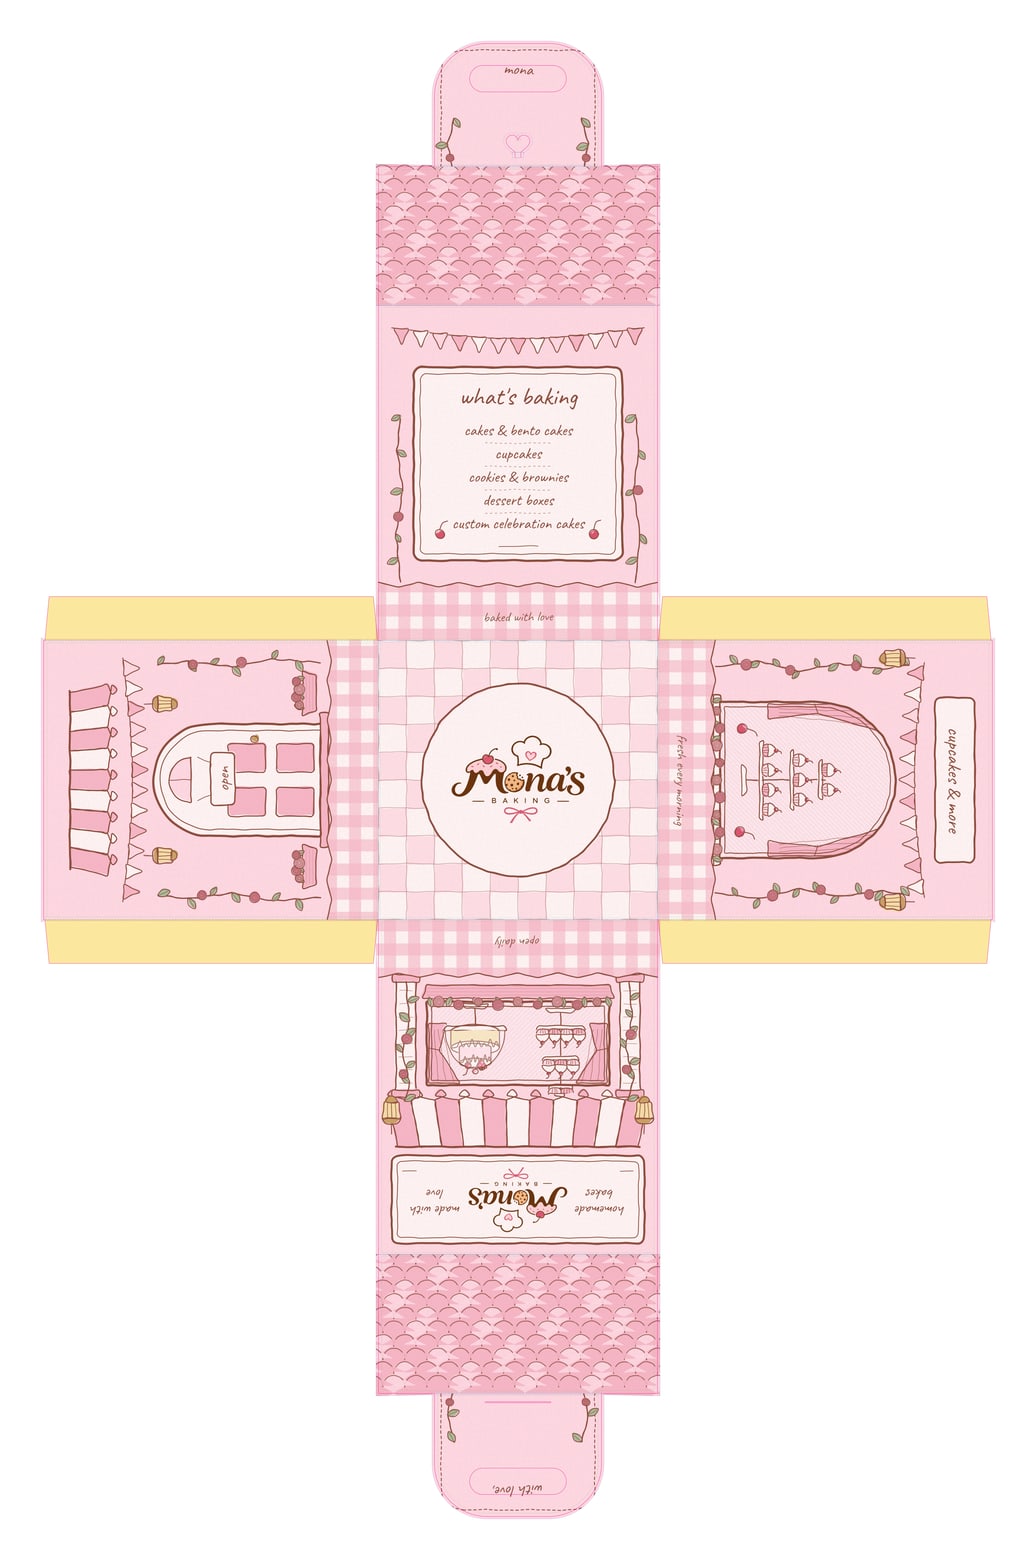 mona
what's baking
cakes & bento cakes
cupcakes
cookies & brownies
dessert boxes
custom celebration cakes
baked with love
open
Mona's
BAKING
fresh every morning
cupcakes & more
open daily
homemade
bakes
Mona's
BAKING
made with
love
with love,